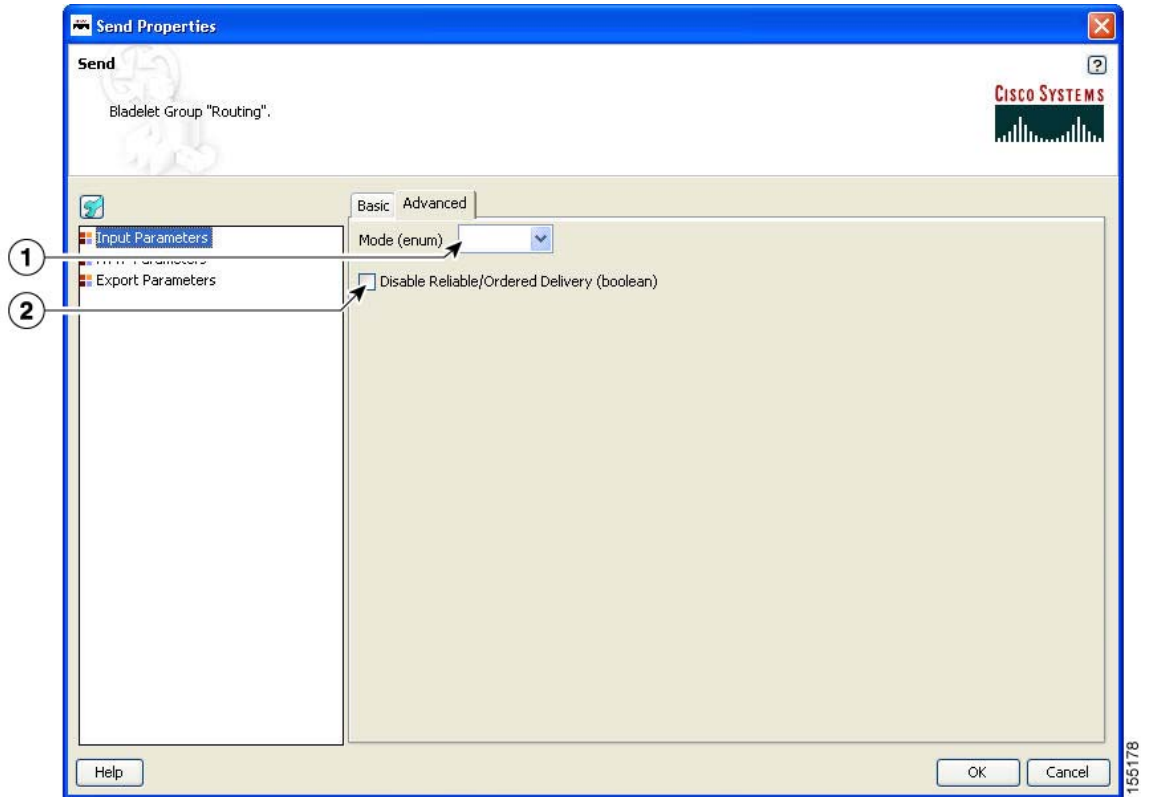 Send Properties
Send
Bladelet Group "Routing".
CISCO SYSTEMS
Basic Advanced
Input Parameters
Mode (enum)
1
Parameters
Export Parameters
Disable Reliable/Ordered Delivery (boolean)
2
Help
OK
Cancel
155178